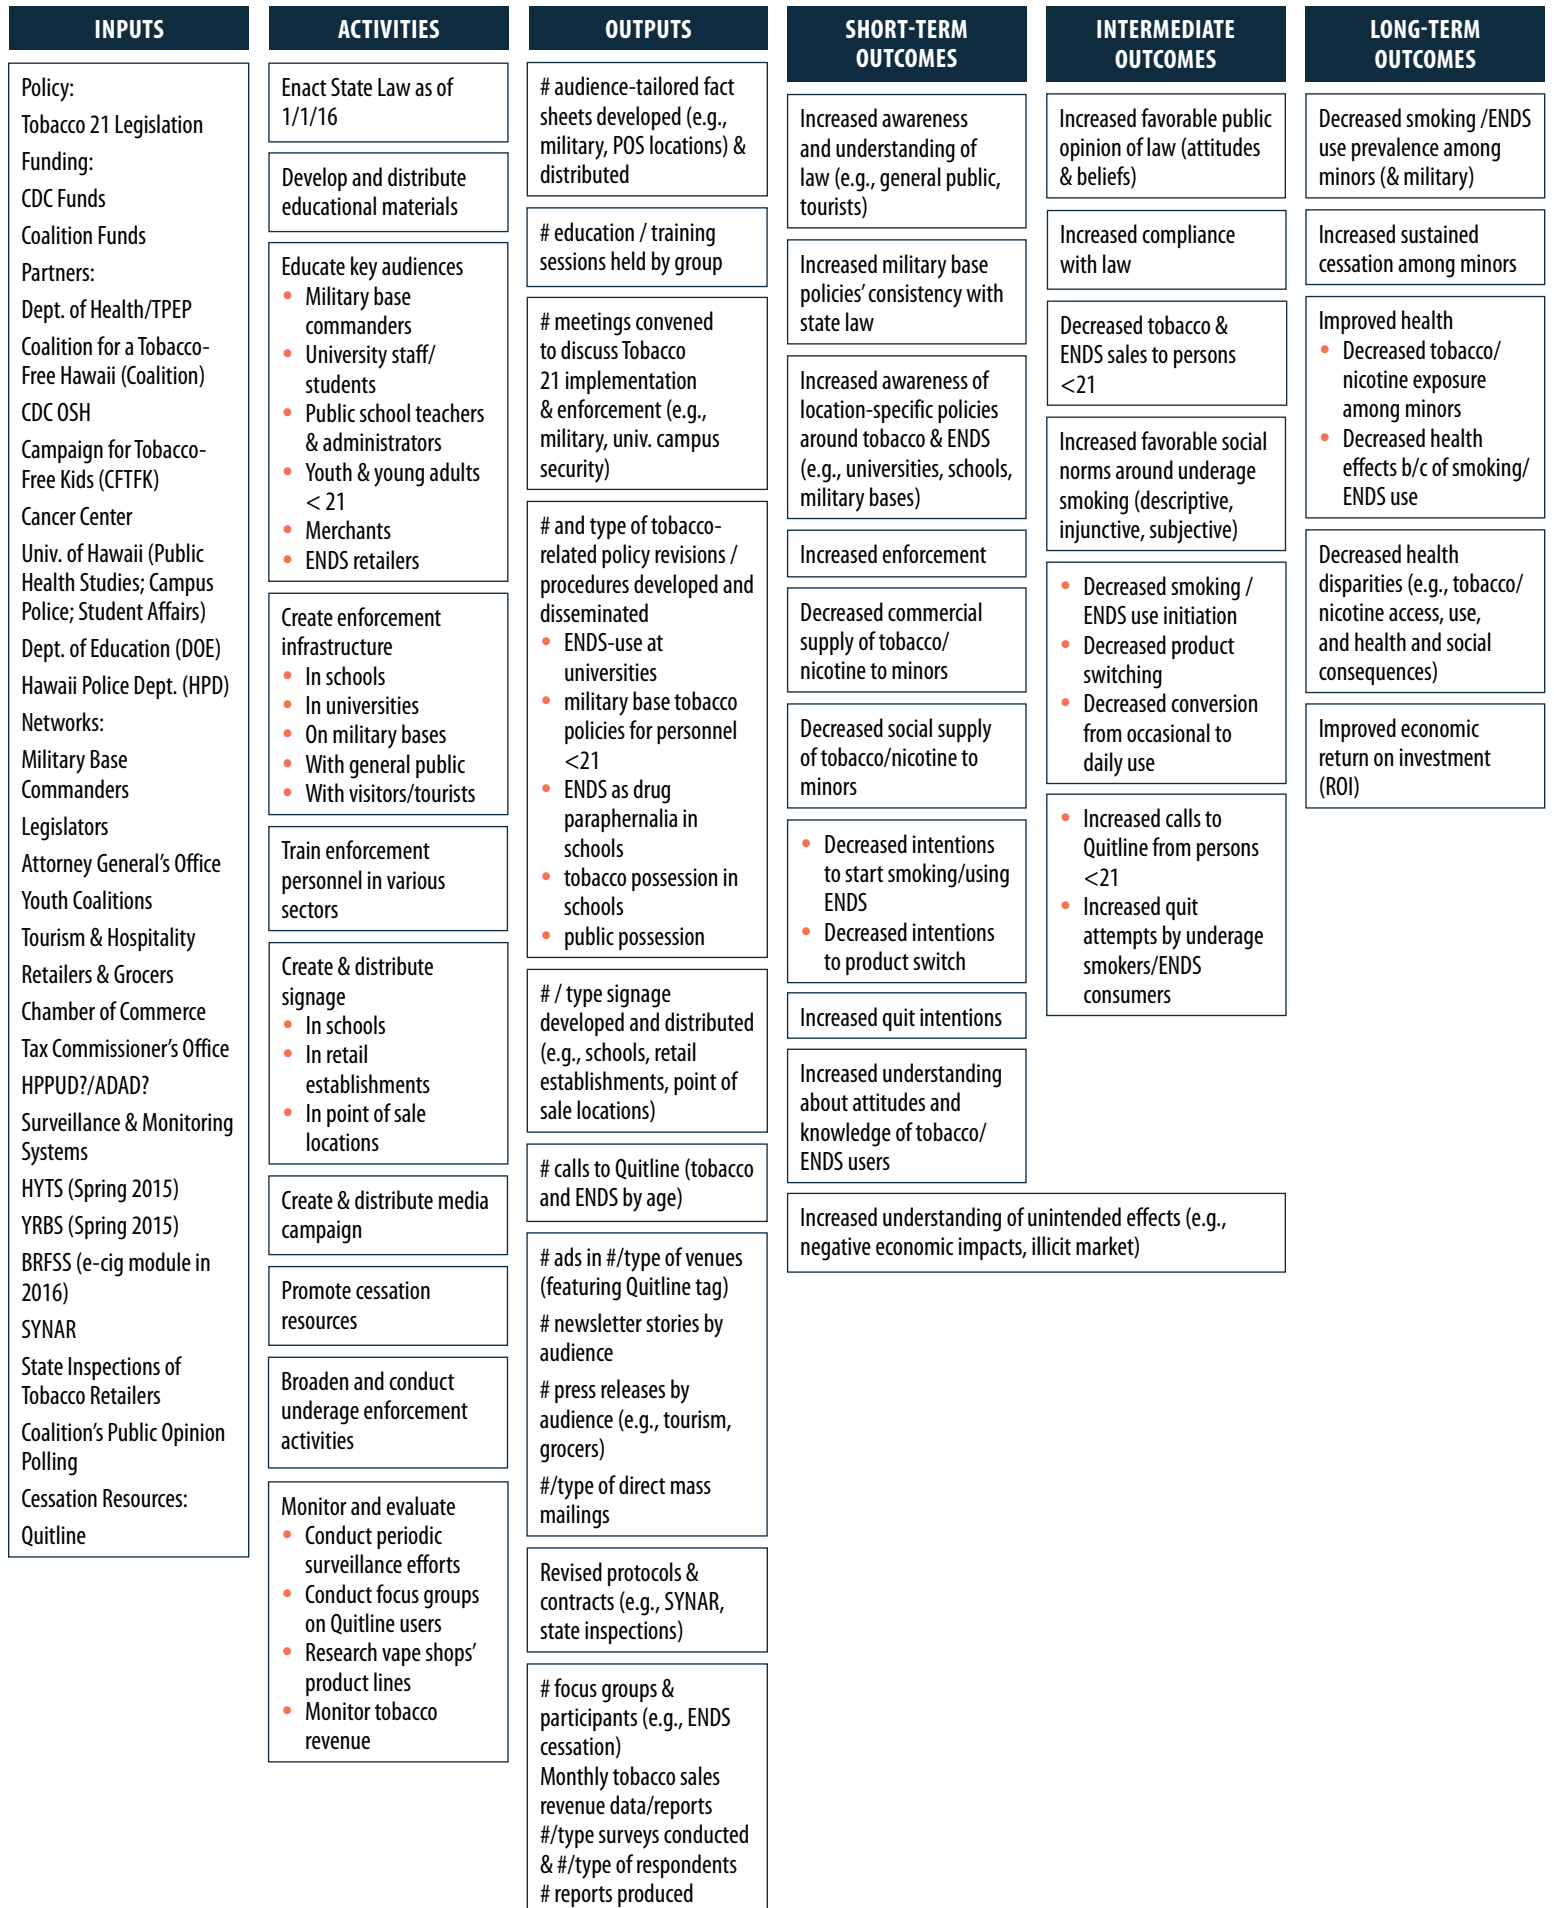 INPUTS
Policy:
Tobacco 21 Legislation
Funding:
CDC Funds
Coalition Funds
Partners:
Dept. of Health/TPEP
Coalition for a Tobacco-
Free Hawaii (Coalition)
CDC OSH
Campaign for Tobacco-
Free Kids (CFTFK)
Cancer Center
Univ. of Hawaii (Public
Health Studies; Campus
Police; Student Affairs)
Dept. of Education (DOE)
Hawaii Police Dept. (HPD)
Networks:
Military Base
Commanders
Legislators
Attorney General's Office
Youth Coalitions
Tourism & Hospitality
Retailers & Grocers
Chamber of Commerce
Tax Commissioner's Office
HPPUD?/ADAD?
Surveillance & Monitoring
Systems
HYTS (Spring 2015)
YRBS (Spring 2015)
BRFSS (e-cig module in
2016)
SYNAR
State Inspections of
Tobacco Retailers
Coalition's Public Opinion
Polling
Cessation Resources:
Quitline
ACTIVITIES
Enact State Law as of
1/1/16
Develop and distribute
educational materials
Educate key audiences
• Military base
commanders
• University staff/
students
• Public school teachers
& administrators
• Youth & young adults
< 21
• Merchants
• ENDS retailers
Create enforcement
infrastructure
• In schools
• In universities
• On military bases
• With general public
• With visitors/tourists
Train enforcement
personnel in various
sectors
Create & distribute
signage
• In schools
• In retail
establishments
• In point of sale
locations
Create & distribute media
campaign
Promote cessation
resources
Broaden and conduct
underage enforcement
activities
Monitor and evaluate
• Conduct periodic
surveillance efforts
• Conduct focus groups
on Quitline users
• Research vape shops'
product lines
• Monitor tobacco
revenue
OUTPUTS
# audience-tailored fact
sheets developed (e.g.,
military, POS locations) &
distributed
# education / training
sessions held by group
# meetings convened
to discuss Tobacco
21 implementation
& enforcement (e.g.,
military, univ. campus
security)
# and type of tobacco-
related policy revisions /
procedures developed and
disseminated
• ENDS-use at
universities
• military base tobacco
policies for personnel
<21
• ENDS as drug
paraphernalia in
schools
• tobacco possession in
schools
• public possession
# / type signage
developed and distributed
(e.g., schools, retail
establishments, point of
sale locations)
# calls to Quitline (tobacco
and ENDS by age)
# ads in #/type of venues
(featuring Quitline tag)
# newsletter stories by
audience
# press releases by
audience (e.g., tourism,
grocers)
#/type of direct mass
mailings
Revised protocols &
contracts (e.g., SYNAR,
state inspections)
# focus groups &
participants (e.g., ENDS
cessation)
Monthly tobacco sales
revenue data/reports
#/type surveys conducted
& #/type of respondents
# reports produced
SHORT-TERM
OUTCOMES
Increased awareness
and understanding of
law (e.g., general public,
tourists)
Increased military base
policies' consistency with
state law
Increased awareness of
location-specific policies
around tobacco & ENDS
(e.g., universities, schools,
military bases)
Increased enforcement
Decreased commercial
supply of tobacco/
nicotine to minors
Decreased social supply
of tobacco/nicotine to
minors
• Decreased intentions
to start smoking/using
ENDS
• Decreased intentions
to product switch
Increased quit intentions
Increased understanding
about attitudes and
knowledge of tobacco/
ENDS users
Increased understanding of unintended effects (e.g.,
negative economic impacts, illicit market)
INTERMEDIATE
OUTCOMES
Increased favorable public
opinion of law (attitudes
& beliefs)
Increased compliance
with law
Decreased tobacco &
ENDS sales to persons
<21
Increased favorable social
norms around underage
smoking (descriptive,
injunctive, subjective)
• Decreased smoking /
ENDS use initiation
• Decreased product
switching
• Decreased conversion
from occasional to
daily use
• Increased calls to
Quitline from persons
<21
• Increased quit
attempts by underage
smokers/ENDS
consumers
LONG-TERM
OUTCOMES
Decreased smoking /ENDS
use prevalence among
minors (& military)
Increased sustained
cessation among minors
Improved health
• Decreased tobacco/
nicotine exposure
among minors
• Decreased health
effects b/c of smoking/
ENDS use
Decreased health
disparities (e.g., tobacco/
nicotine access, use,
and health and social
consequences)
Improved economic
return on investment
(ROI)